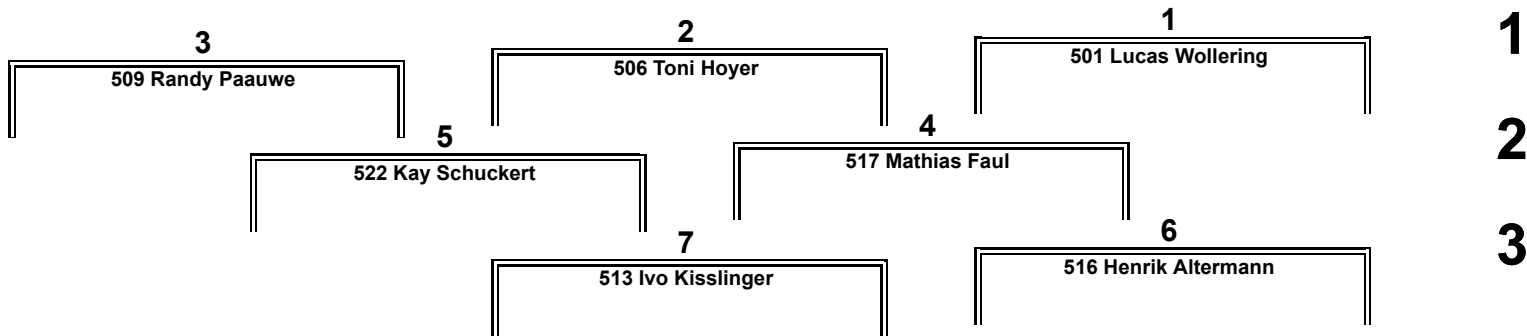 3
2
1
1
509 Randy Paauwe
506 Toni Hoyer
501 Lucas Wollering
5
4
2
522 Kay Schuckert
517 Mathias Faul
7
6
3
513 Ivo Kisslinger
516 Henrik Altermann